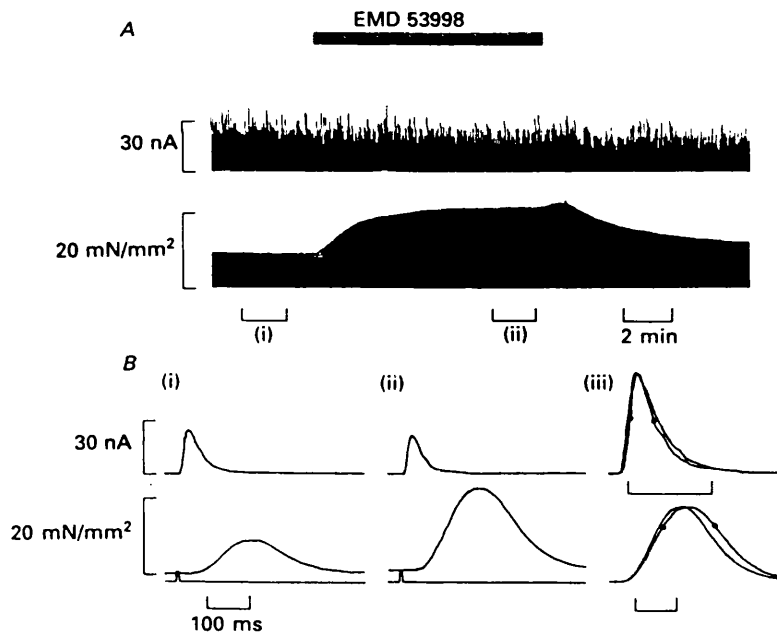 A
EMD 53998
30 nA
20 mN/mm²
(i)
(ii)
2 min
B
(i)
(ii)
(iii)
30 nA
20 mN/mm²
100 ms